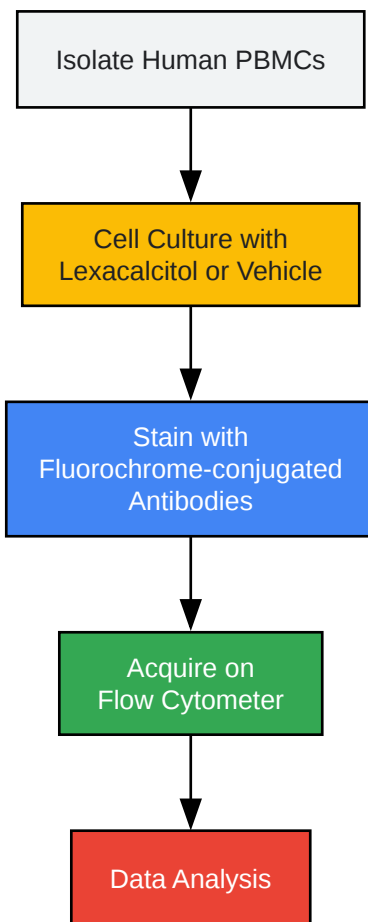 Isolate Human PBMCs
Cell Culture with
Lexacalcitol or Vehicle
Stain with
Fluorochrome-conjugated
Antibodies
Acquire on
Flow Cytometer
Data Analysis